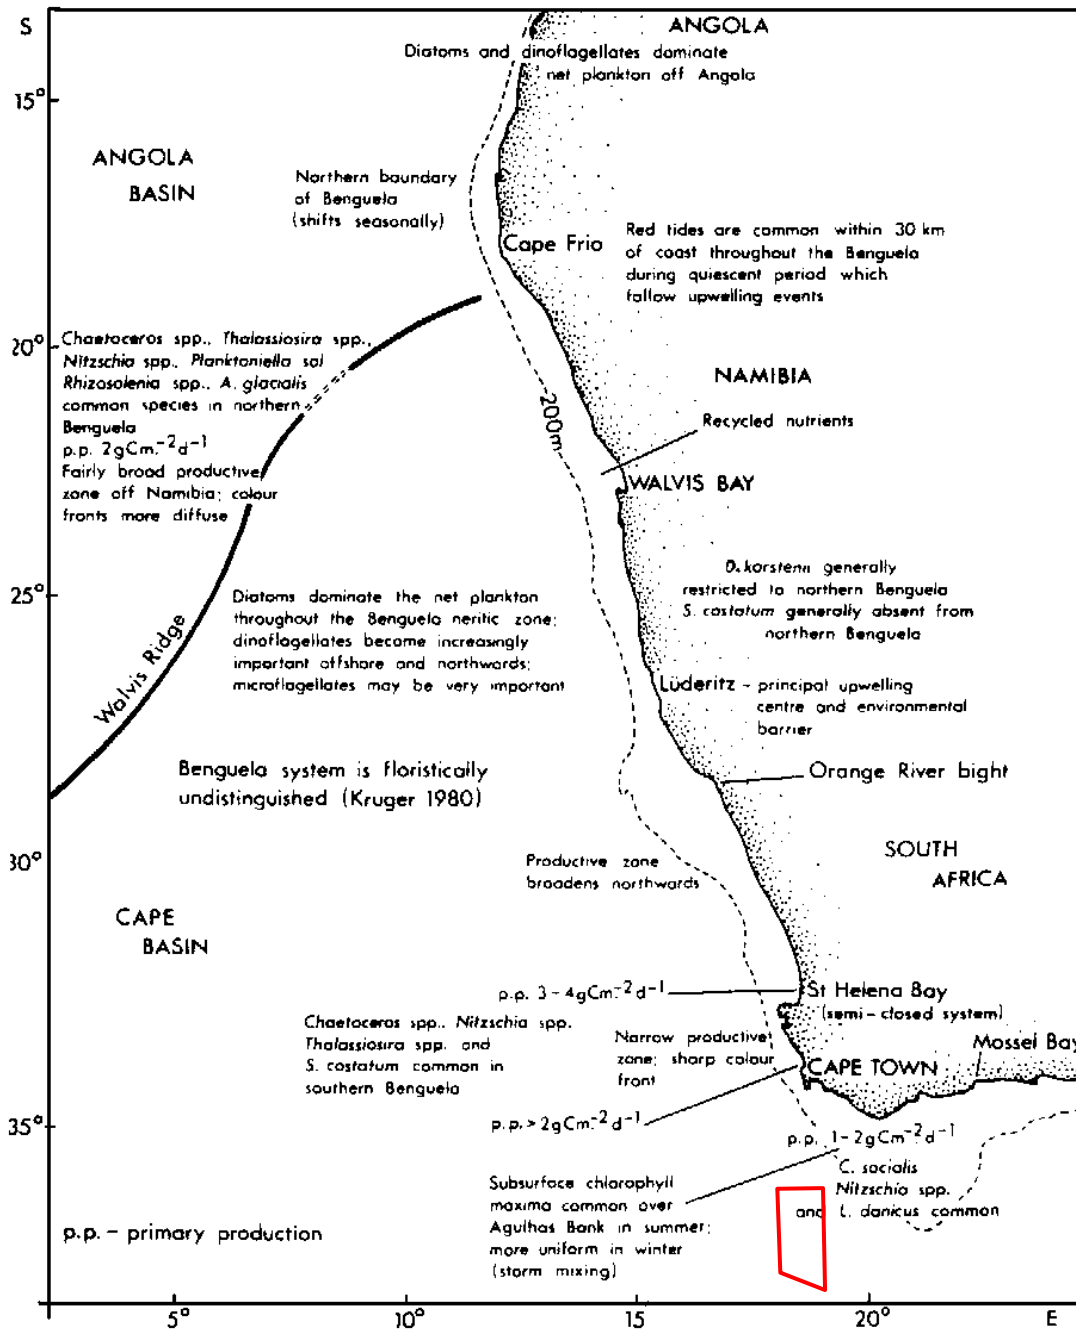 S
ANGOLA
Diatoms and dinoflagellates dominate
net plankton off Angola
15°
ANGOLA
BASIN
Northern boundary
of Benguela
(shifts seasonally)
Cape Frio
Red tides are common within 30 km
of coast throughout the Benguela
during quiescent period which
follow upwelling events
20°
Chaetoceros spp., Thalassiosira spp.,
Nitzschia spp., Planktoniella sol
Rhizosolenia spp., A. glacialis
common species in northern
Benguela
p.p. 2gCm.⁻²d⁻¹
Fairly broad productive
zone off Namibia; colour
fronts more diffuse
200m
NAMIBIA
Recycled nutrients
WALVIS BAY
D. karstenii generally
restricted to northern Benguela
S. costatum generally absent from
northern Benguela
25°
Diatoms dominate the net plankton
throughout the Benguela neritic zone;
dinoflagellates become increasingly
important offshore and northwards;
microflagellates may be very important
Walvis Ridge
Lüderitz – principal upwelling
centre and environmental
barrier
Benguela system is floristically
undistinguished (Kruger 1980)
Orange River bight
30°
Productive zone
broadens northwards
SOUTH
AFRICA
CAPE
BASIN
p.p. 3–4gCm.⁻²d⁻¹
St Helena Bay
(semi-closed system)
Chaetoceros spp., Nitzschia spp.
Thalassiosira spp. and
S. costatum common in
southern Benguela
Narrow productive
zone; sharp colour
front
Mossel Bay
CAPE TOWN
35°
p.p.>2gCm.⁻²d⁻¹
p.p. 1–2gCm.⁻²d⁻¹
C. socialis
Nitzschia spp.
and L. danicus common
Subsurface chlorophyll
maxima common over
Agulhas Bank in summer;
more uniform in winter
(storm mixing)
p.p. – primary production
5°
10°
15
20°
E